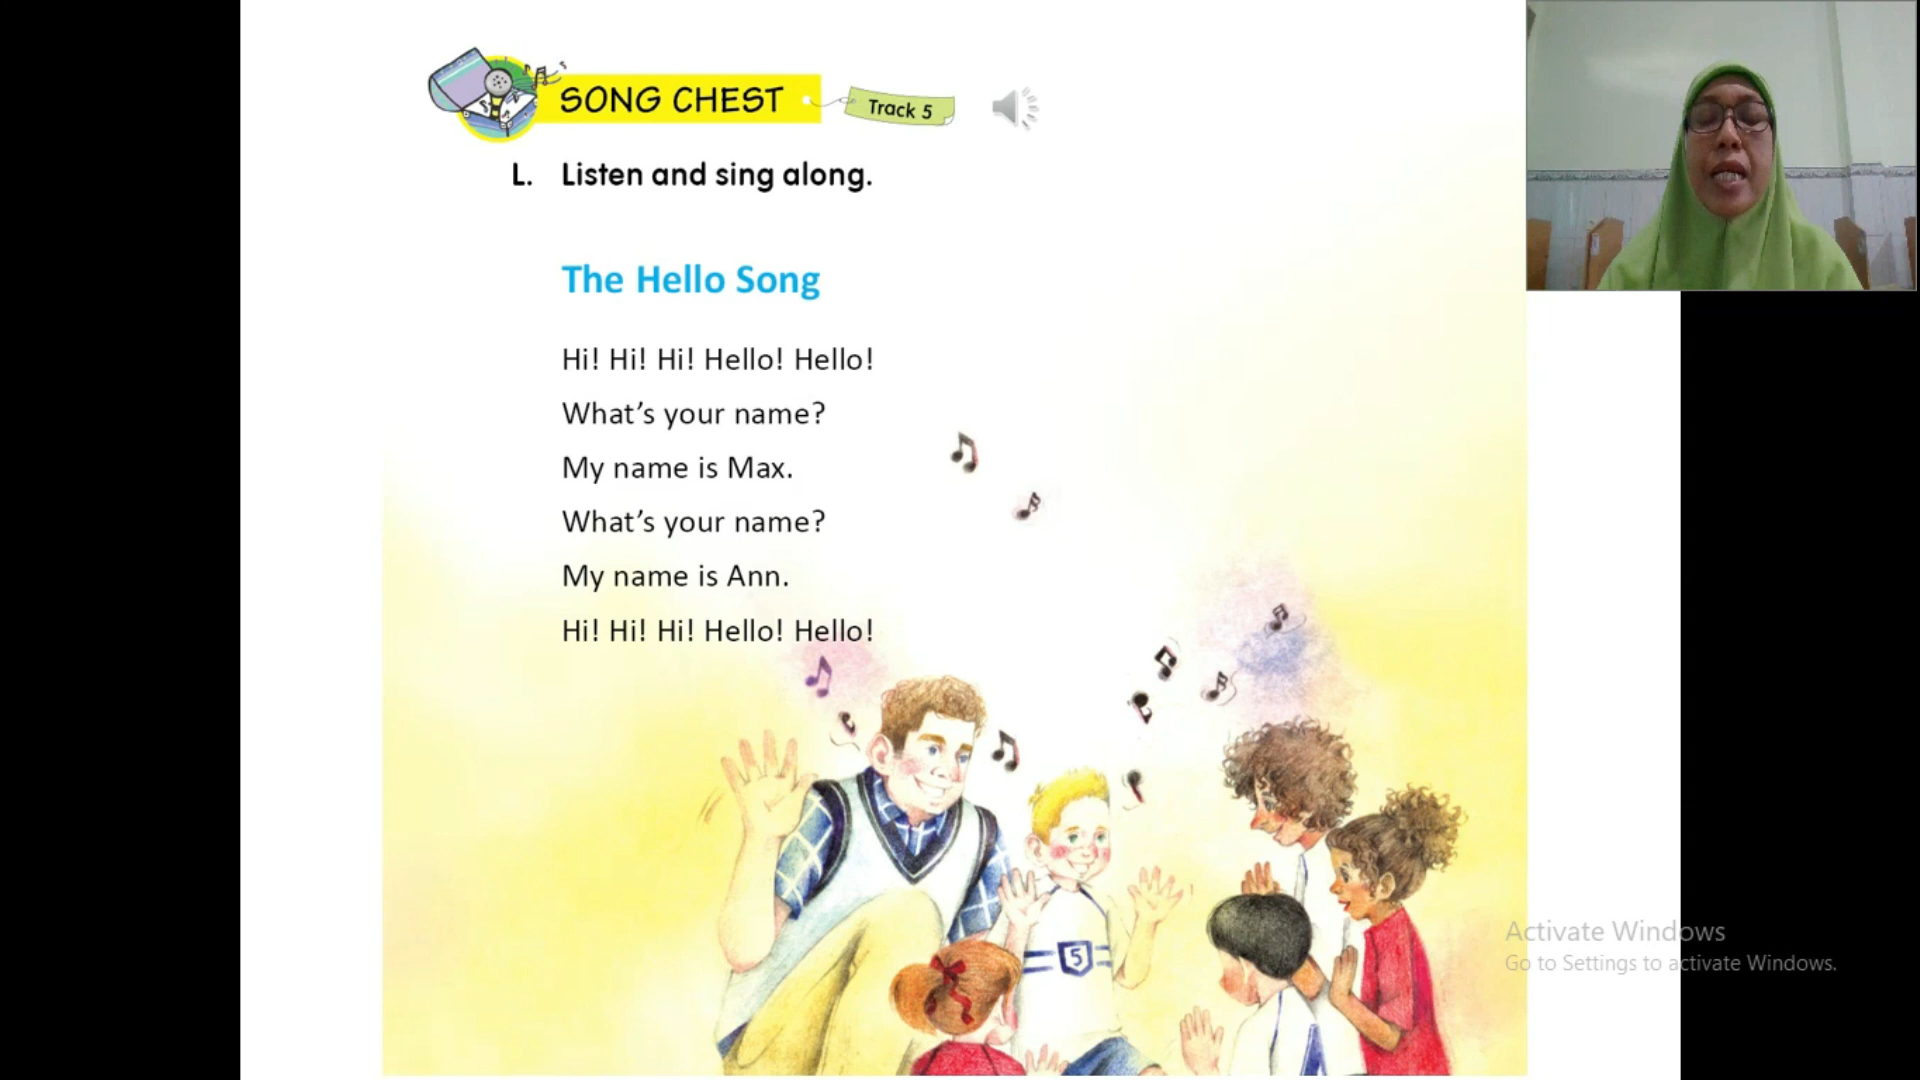 SONG CHEST
Track 5
L. Listen and sing along.
The Hello Song
Hi! Hi! Hi! Hello! Hello!
What's your name?
My name is Max.
What's your name?
My name is Ann.
Hi! Hi! Hi! Hello! Hello!
5
Activate Windows
Go to Settings to activate Windows.